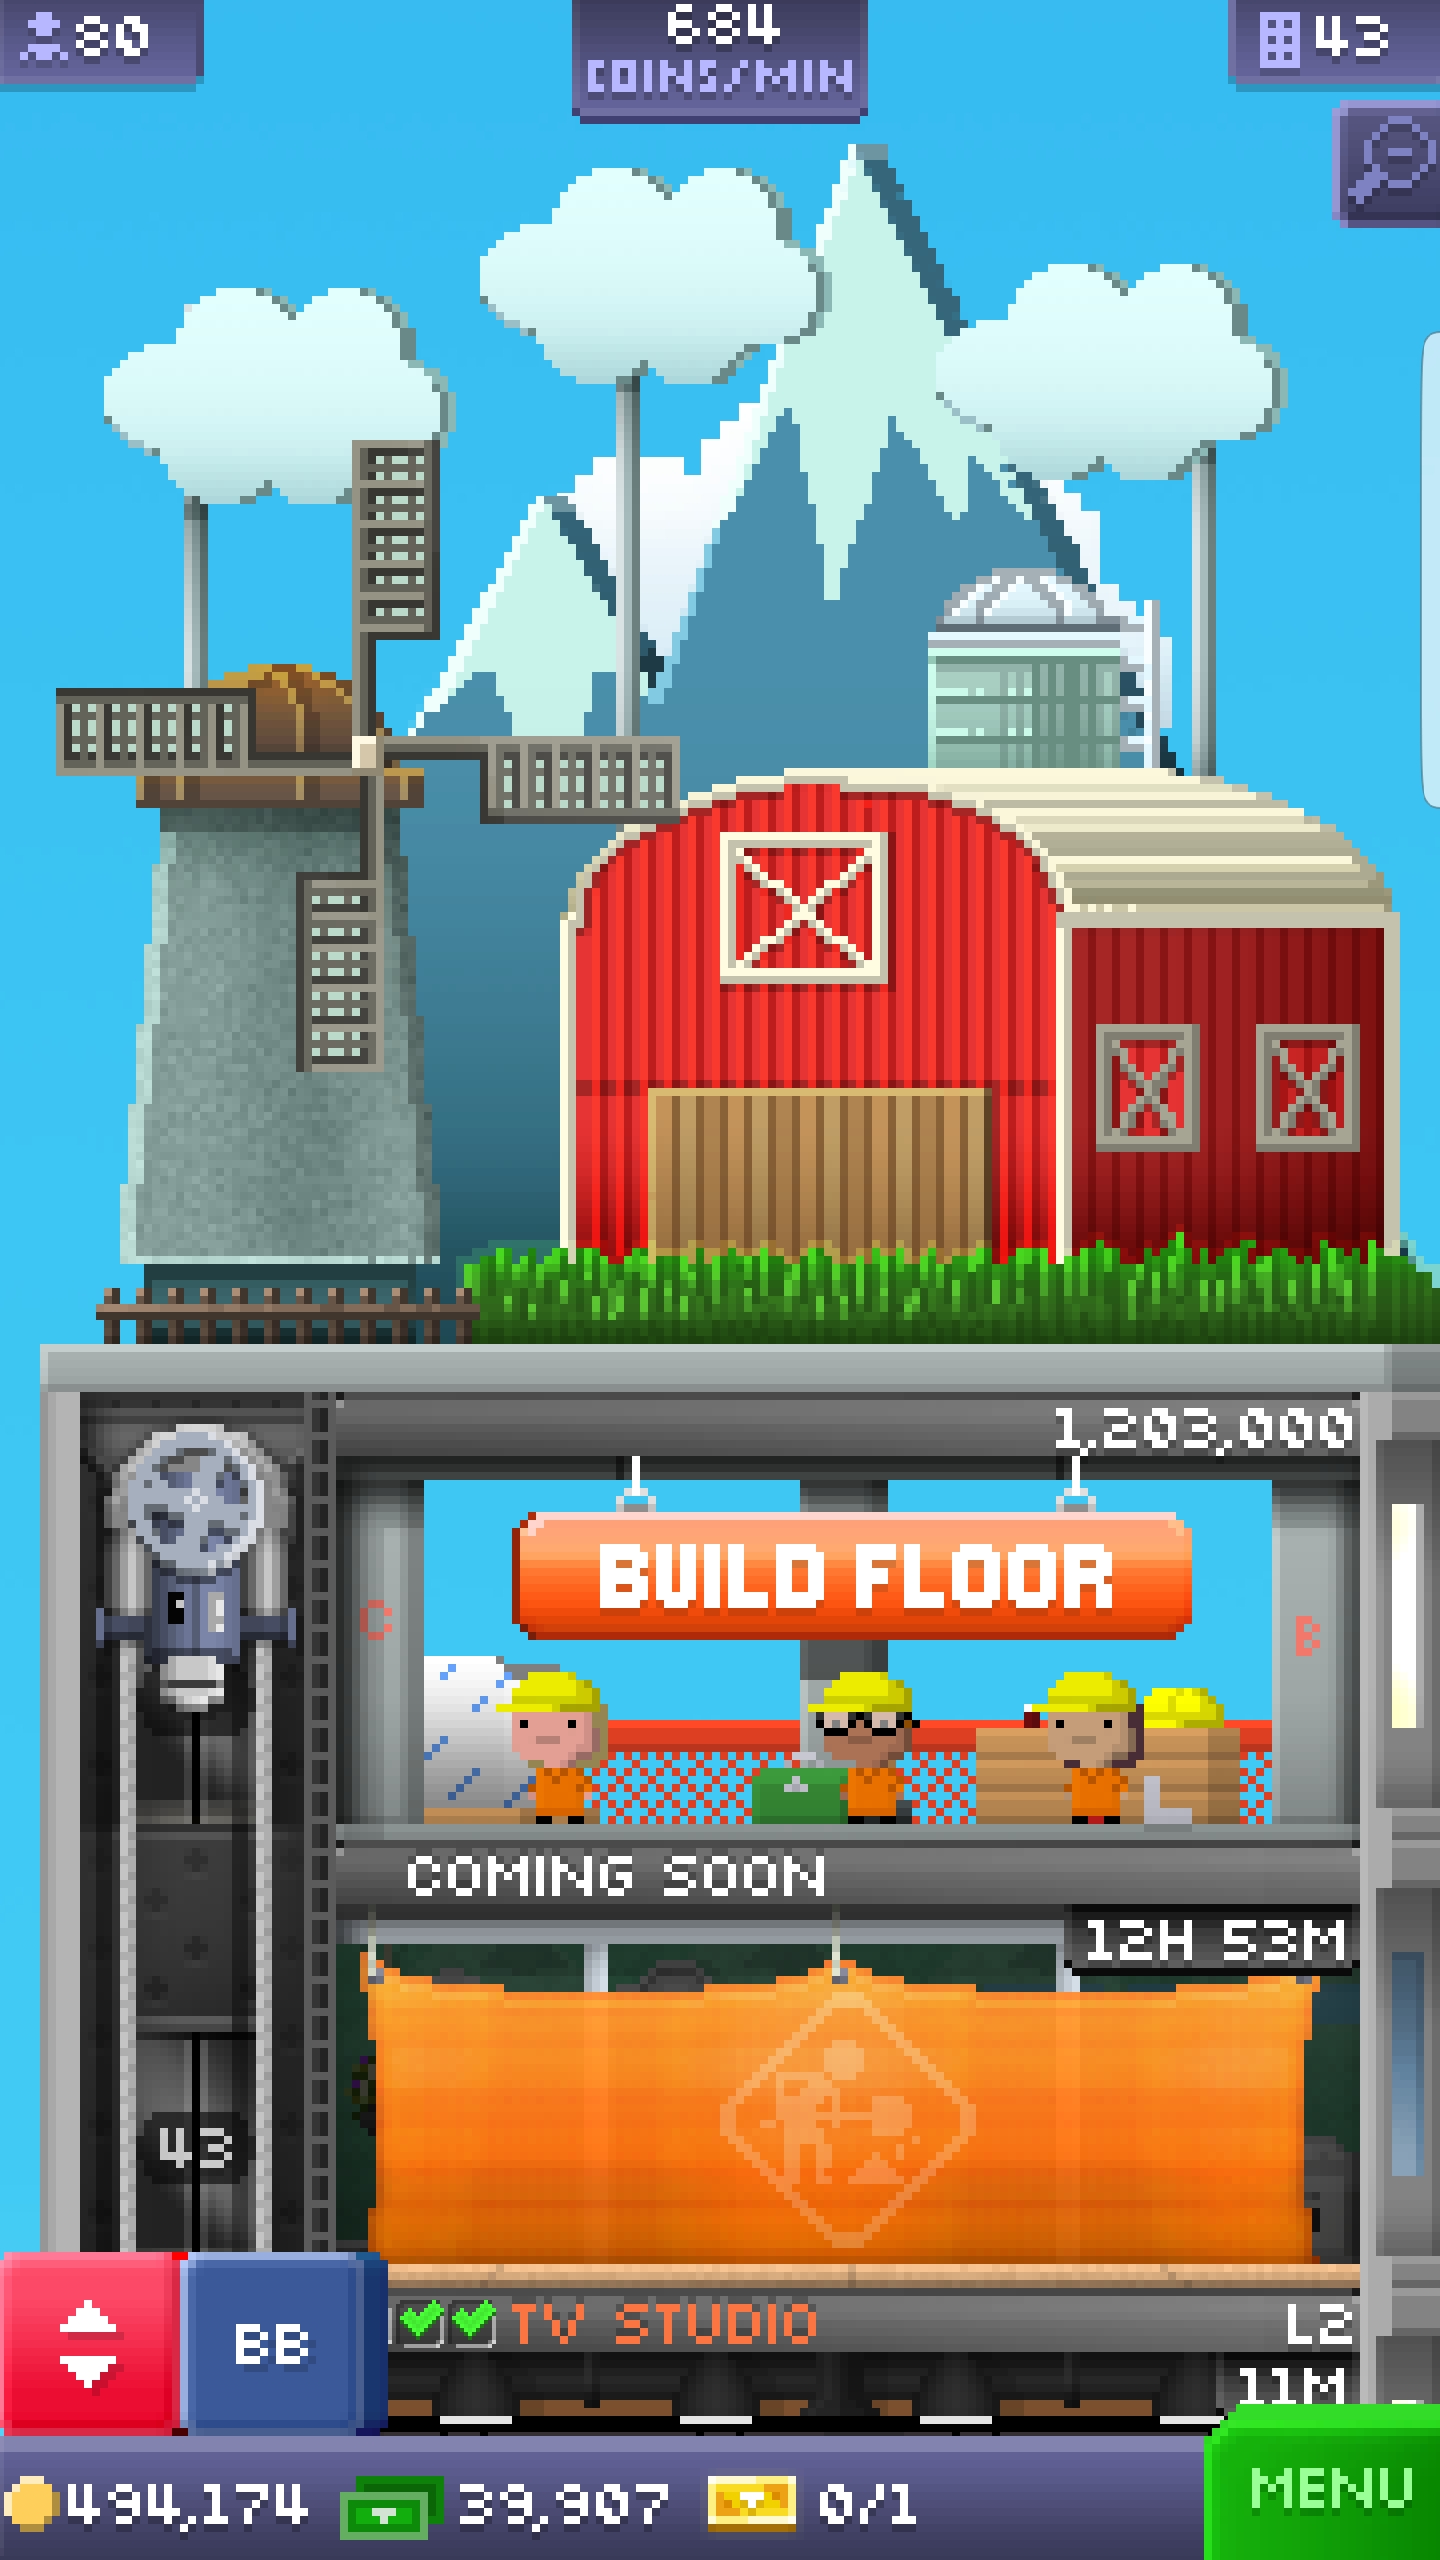 80
684
COINS/MIN
43
1,203,000
BUILD FLOOR
C
B
COMING SOON
12H 53M
43
TV STUDIO
L2
11M
BB
494,174
39,907
0/1
MENU